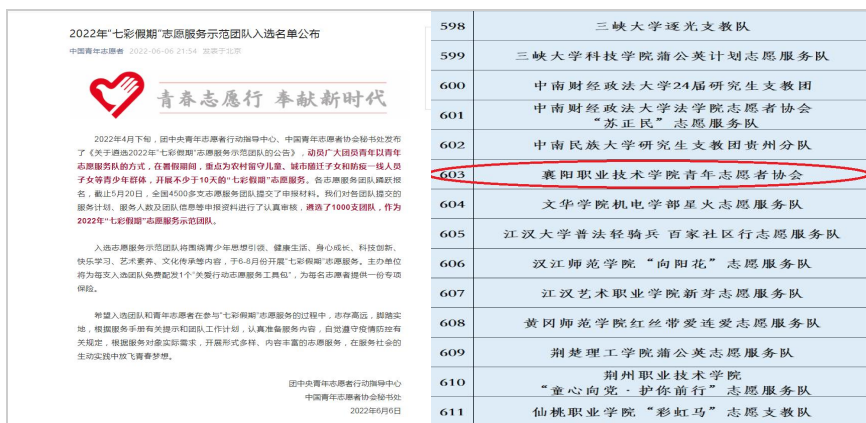 2022年“七彩假期”志愿服务示范团队入选名单公布
中国青年志愿者 2022-06-06 21:54 发表于北京
青春志愿行 奉献新时代
2022年4月下旬，团中央青年志愿者行动指导中心、中国青年志愿者协会秘书处发布
了《关于遴选2022年“七彩假期”志愿服务示范团队的公告》，动员广大团员青年以青年
志愿服务队的方式，在暑假期间，重点为农村留守儿童、城市随迁子女和防疫一线人员
子女等青少年群体，开展不少于10天的“七彩假期”志愿服务。各志愿服务团队踊跃报
名，截止5月20日，全国4500多支志愿服务团队提交了申报材料。我们对各团队提交的
服务计划、服务人数及团队信息等申报资料进行了认真审核，遴选了1000支团队，作为
2022年“七彩假期”志愿服务示范团队。
入选志愿服务示范团队将围绕青少年思想引领、健康生活、身心成长、科技创新、
快乐学习、艺术素养、文化传承等内容，于6-8月份开展“七彩假期”志愿服务。主办单位
将为每支入选团队免费配发1个“关爱行动志愿服务工具包”，为每名志愿者提供一份专项
保险。
希望入选团队和青年志愿者在参与“七彩假期”志愿服务的过程中，志存高远，脚踏实
地，根据服务手册有关提示和团队工作计划，认真准备服务内容，自觉遵守疫情防控有
关规定，根据服务对象实际需求，开展形式多样、内容丰富的志愿服务，在服务社会的
生动实践中放飞青春梦想。
团中央青年志愿者行动指导中心
中国青年志愿者协会秘书处
2022年6月6日
598 三峡大学逐光支教队
599 三峡大学科技学院蒲公英计划志愿服务队
600 中南财经政法大学24届研究生支教团
601 中南财经政法大学法学院志愿者协会
“苏正民”志愿服务队
602 中南民族大学研究生支教团贵州分队
603 襄阳职业技术学院青年志愿者协会
604 文华学院机电学部星火志愿服务队
605 江汉大学普法轻骑兵 百家社区行志愿服务队
606 汉江师范学院“向阳花”志愿服务队
607 江汉艺术职业学院新芽志愿服务队
608 黄冈师范学院红丝带爱连爱志愿服务队
609 荆楚理工学院蒲公英志愿服务队
610 荆州职业技术学院
“童心向党·护你前行”志愿服务队
611 仙桃职业学院“彩虹马”志愿支教队